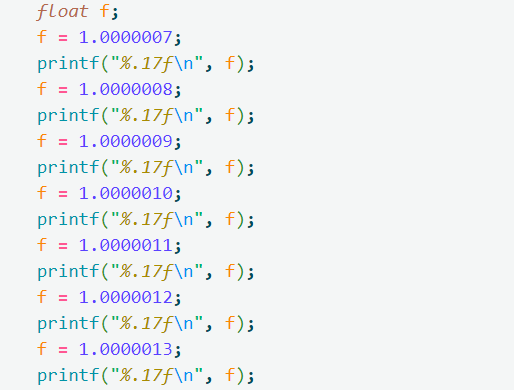 float f;
f = 1.0000007;
printf("%.17f\n", f);
f = 1.0000008;
printf("%.17f\n", f);
f = 1.0000009;
printf("%.17f\n", f);
f = 1.0000010;
printf("%.17f\n", f);
f = 1.0000011;
printf("%.17f\n", f);
f = 1.0000012;
printf("%.17f\n", f);
f = 1.0000013;
printf("%.17f\n", f);